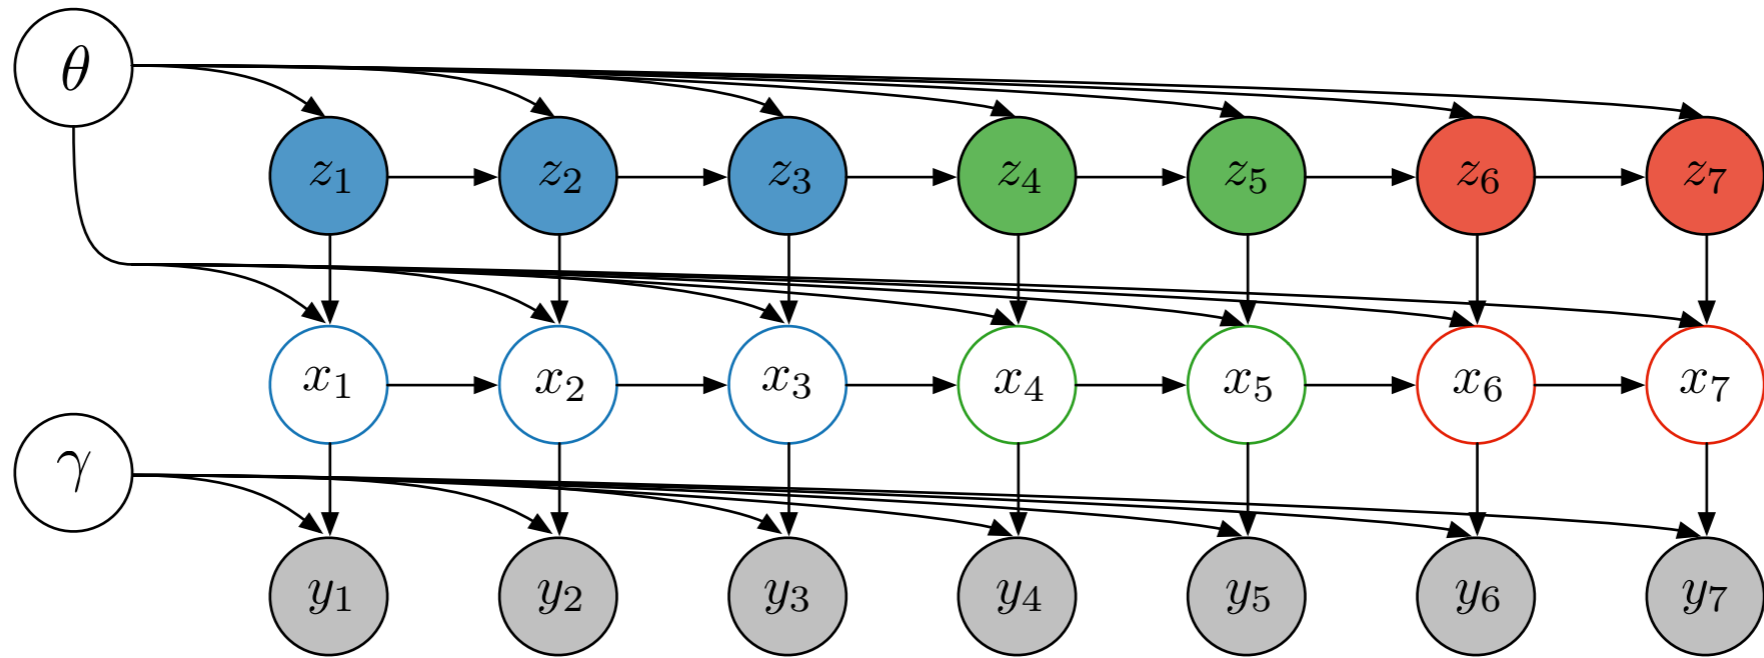 θ
z₁ z₂ z₃ z₄ z₅ z₆ z₇
x₁ x₂ x₃ x₄ x₅ x₆ x₇
γ
y₁ y₂ y₃ y₄ y₅ y₆ y₇